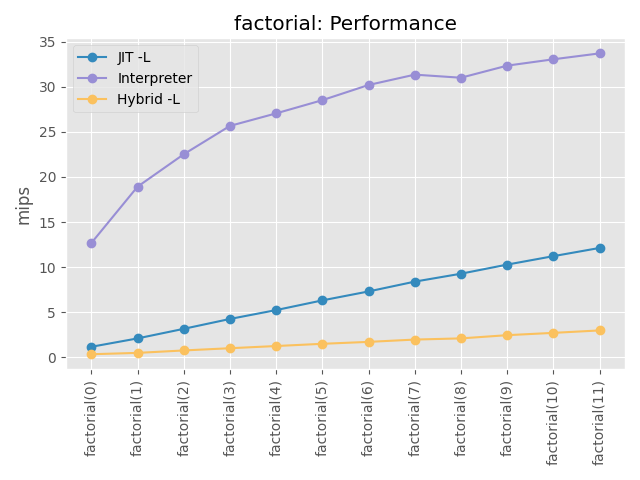 factorial: Performance
JIT -L
Interpreter
Hybrid -L
mips
35
30
25
20
15
10
5
0
factorial(0)
factorial(1)
factorial(2)
factorial(3)
factorial(4)
factorial(5)
factorial(6)
factorial(7)
factorial(8)
factorial(9)
factorial(10)
factorial(11)